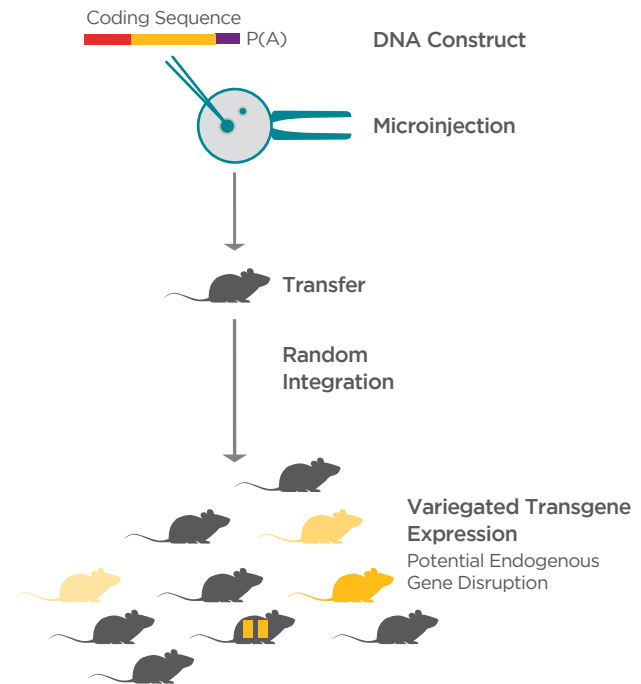 Coding Sequence
P(A)
DNA Construct
Microinjection
Transfer
Random
Integration
Variegated Transgene
Expression
Potential Endogenous
Gene Disruption